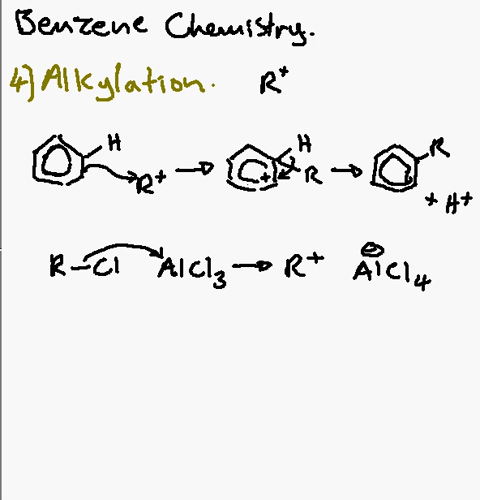 Benzene Chemistry.
4) Alkylation. R⁺
H H R
R⁺ → + R → + H⁺
R-Cl AlCl₃ → R⁺ AlCl₄⊖